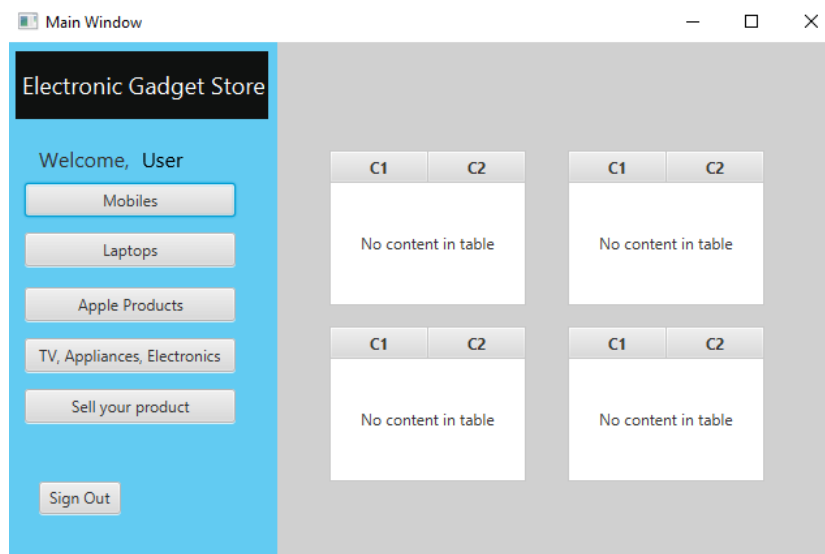 Main Window
Electronic Gadget Store
Welcome, User
Mobiles
Laptops
Apple Products
TV, Appliances, Electronics
Sell your product
Sign Out
C1 C2
No content in table
C1 C2
No content in table
C1 C2
No content in table
C1 C2
No content in table